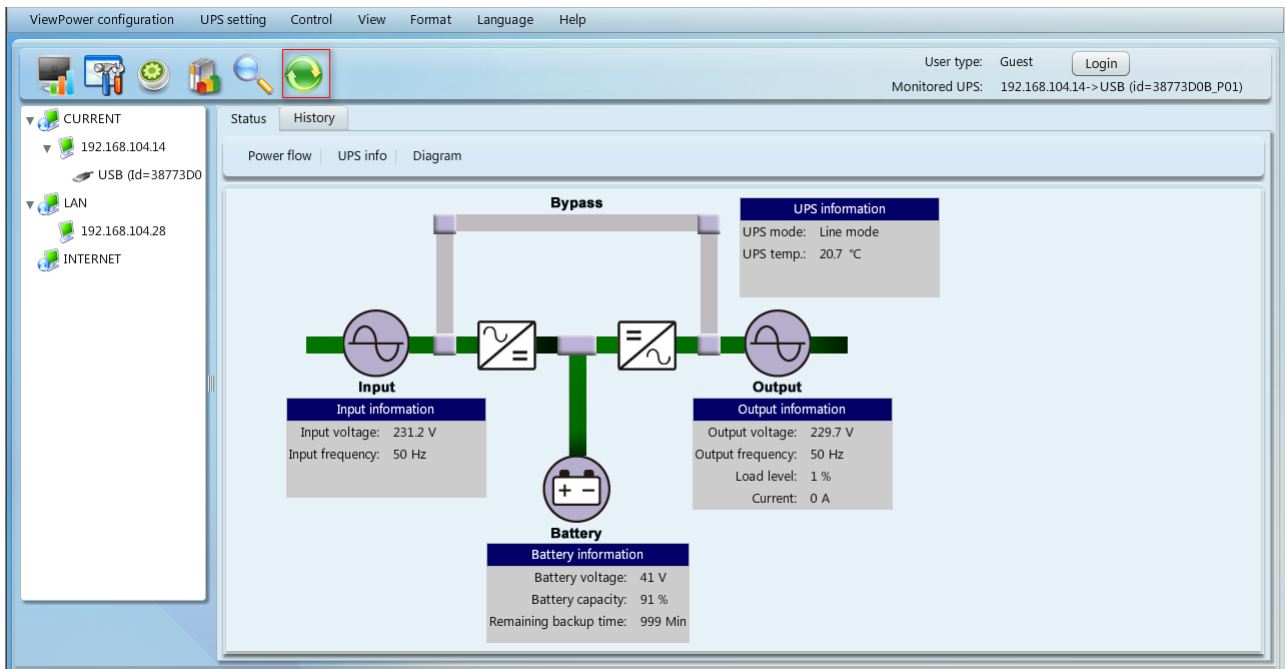 ViewPower configuration UPS setting Control View Format Language Help
User type: Guest Login
Monitored UPS: 192.168.104.14->USB (id=38773D0B_P01)
CURRENT
192.168.104.14
USB (Id=38773D0
LAN
192.168.104.28
INTERNET
Status History
Power flow UPS info Diagram
Bypass
UPS information
UPS mode: Line mode
UPS temp.: 20.7 °C
Input
Input information
Input voltage: 231.2 V
Input frequency: 50 Hz
Output
Output information
Output voltage: 229.7 V
Output frequency: 50 Hz
Load level: 1 %
Current: 0 A
Battery
Battery information
Battery voltage: 41 V
Battery capacity: 91 %
Remaining backup time: 999 Min